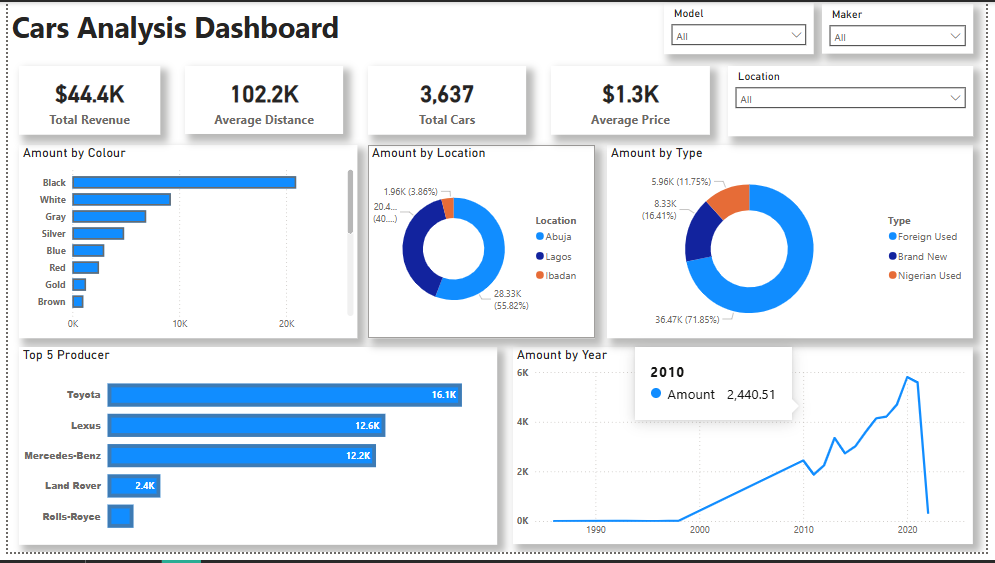 Cars Analysis Dashboard
Model
All
Maker
All
$44.4K
Total Revenue
102.2K
Average Distance
3,637
Total Cars
$1.3K
Average Price
Location
All
Amount by Colour
Black
White
Gray
Silver
Blue
Red
Gold
Brown
0K
10K
20K
Amount by Location
1.96K (3.86%)
20.4...
(40....)
28.33K
(55.82%)
Location
Abuja
Lagos
Ibadan
Amount by Type
5.96K (11.75%)
8.33K
(16.41%)
36.47K (71.85%)
Type
Foreign Used
Brand New
Nigerian Used
Top 5 Producer
Toyota
16.1K
Lexus
12.6K
Mercedes-Benz
12.2K
Land Rover
2.4K
Rolls-Royce
Amount by Year
2010
Amount 2,440.51
6K
4K
2K
0K
1990
2000
2010
2020